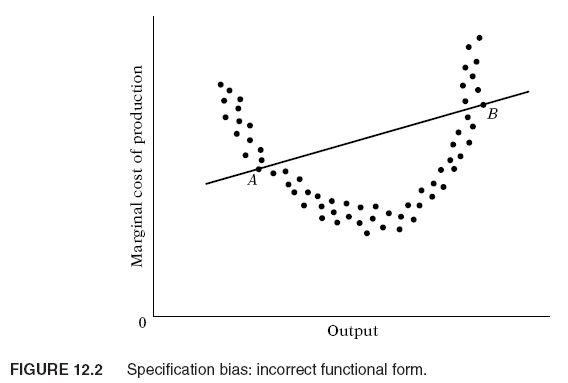 Marginal cost of production
A
B
0
Output
FIGURE 12.2 Specification bias: incorrect functional form.